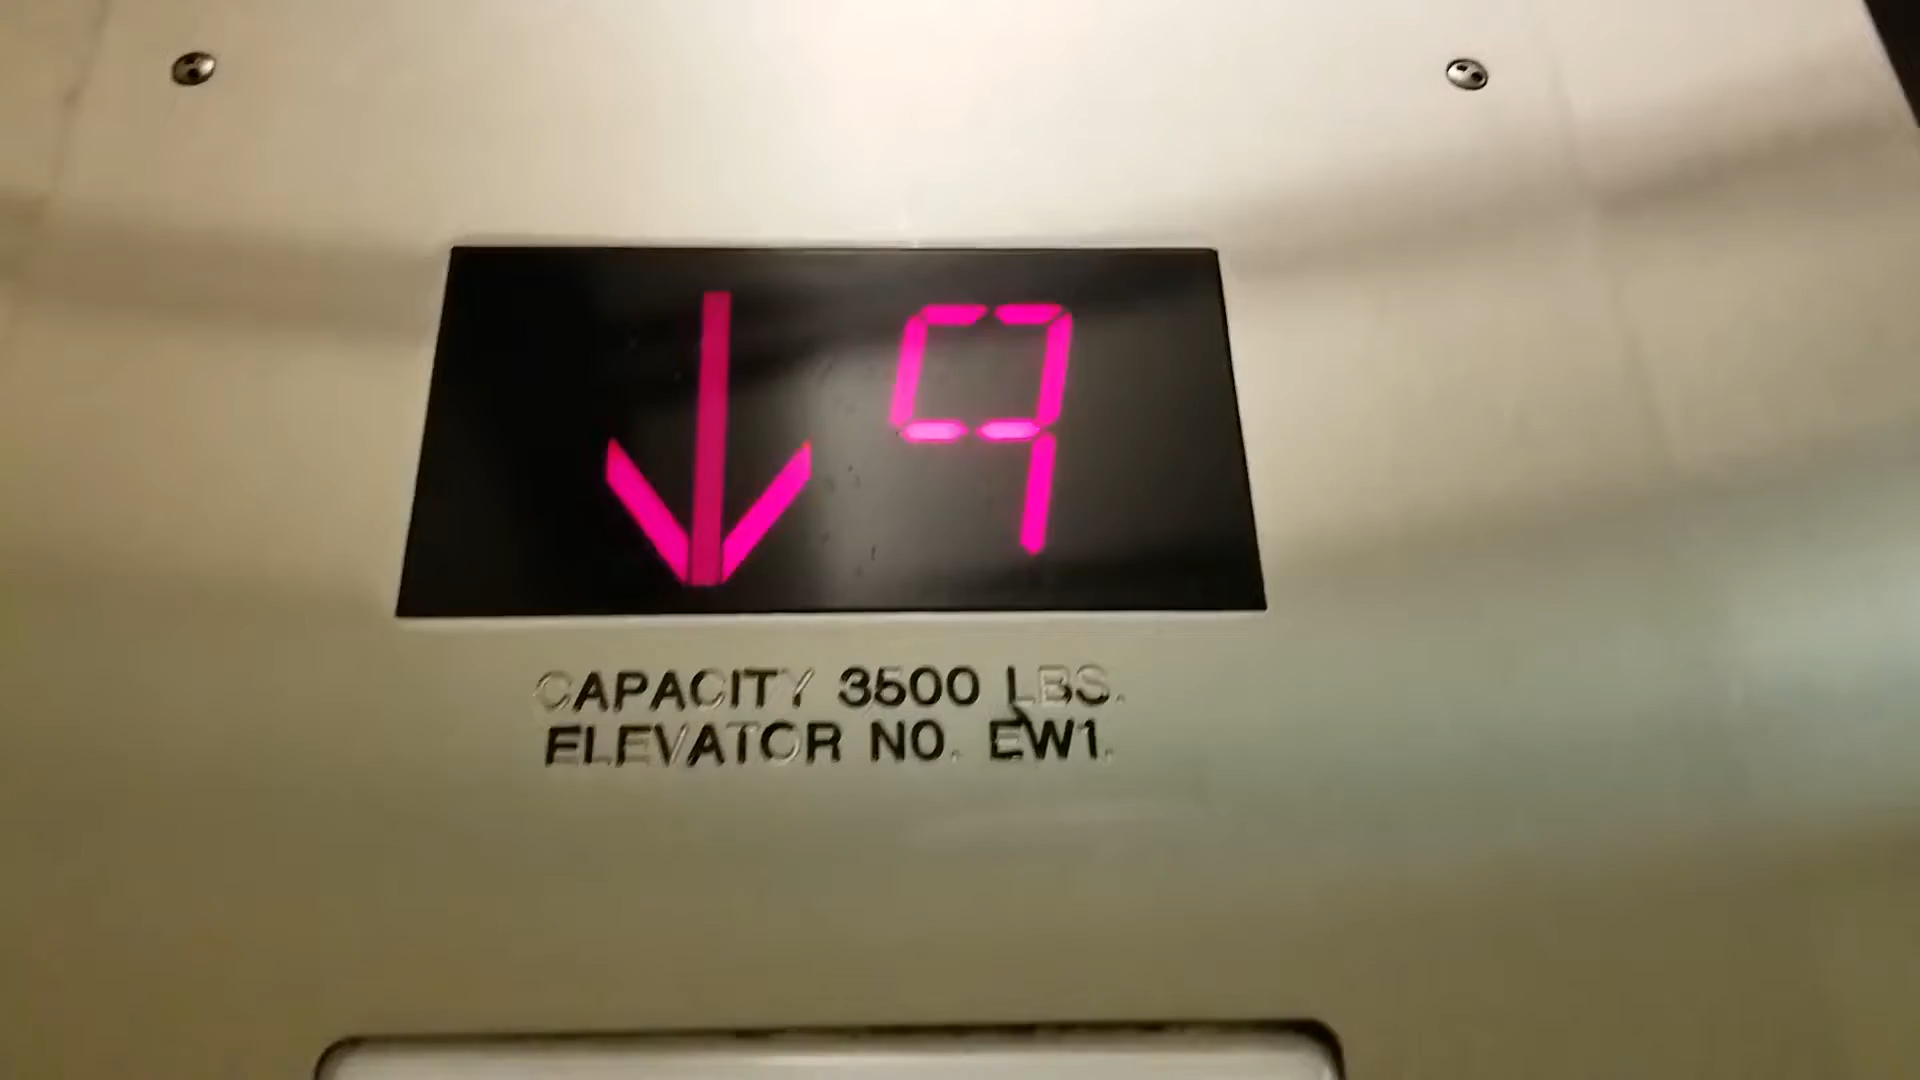 ↓ 9
CAPACITY 3500 LBS.
ELEVATOR NO. EW1.